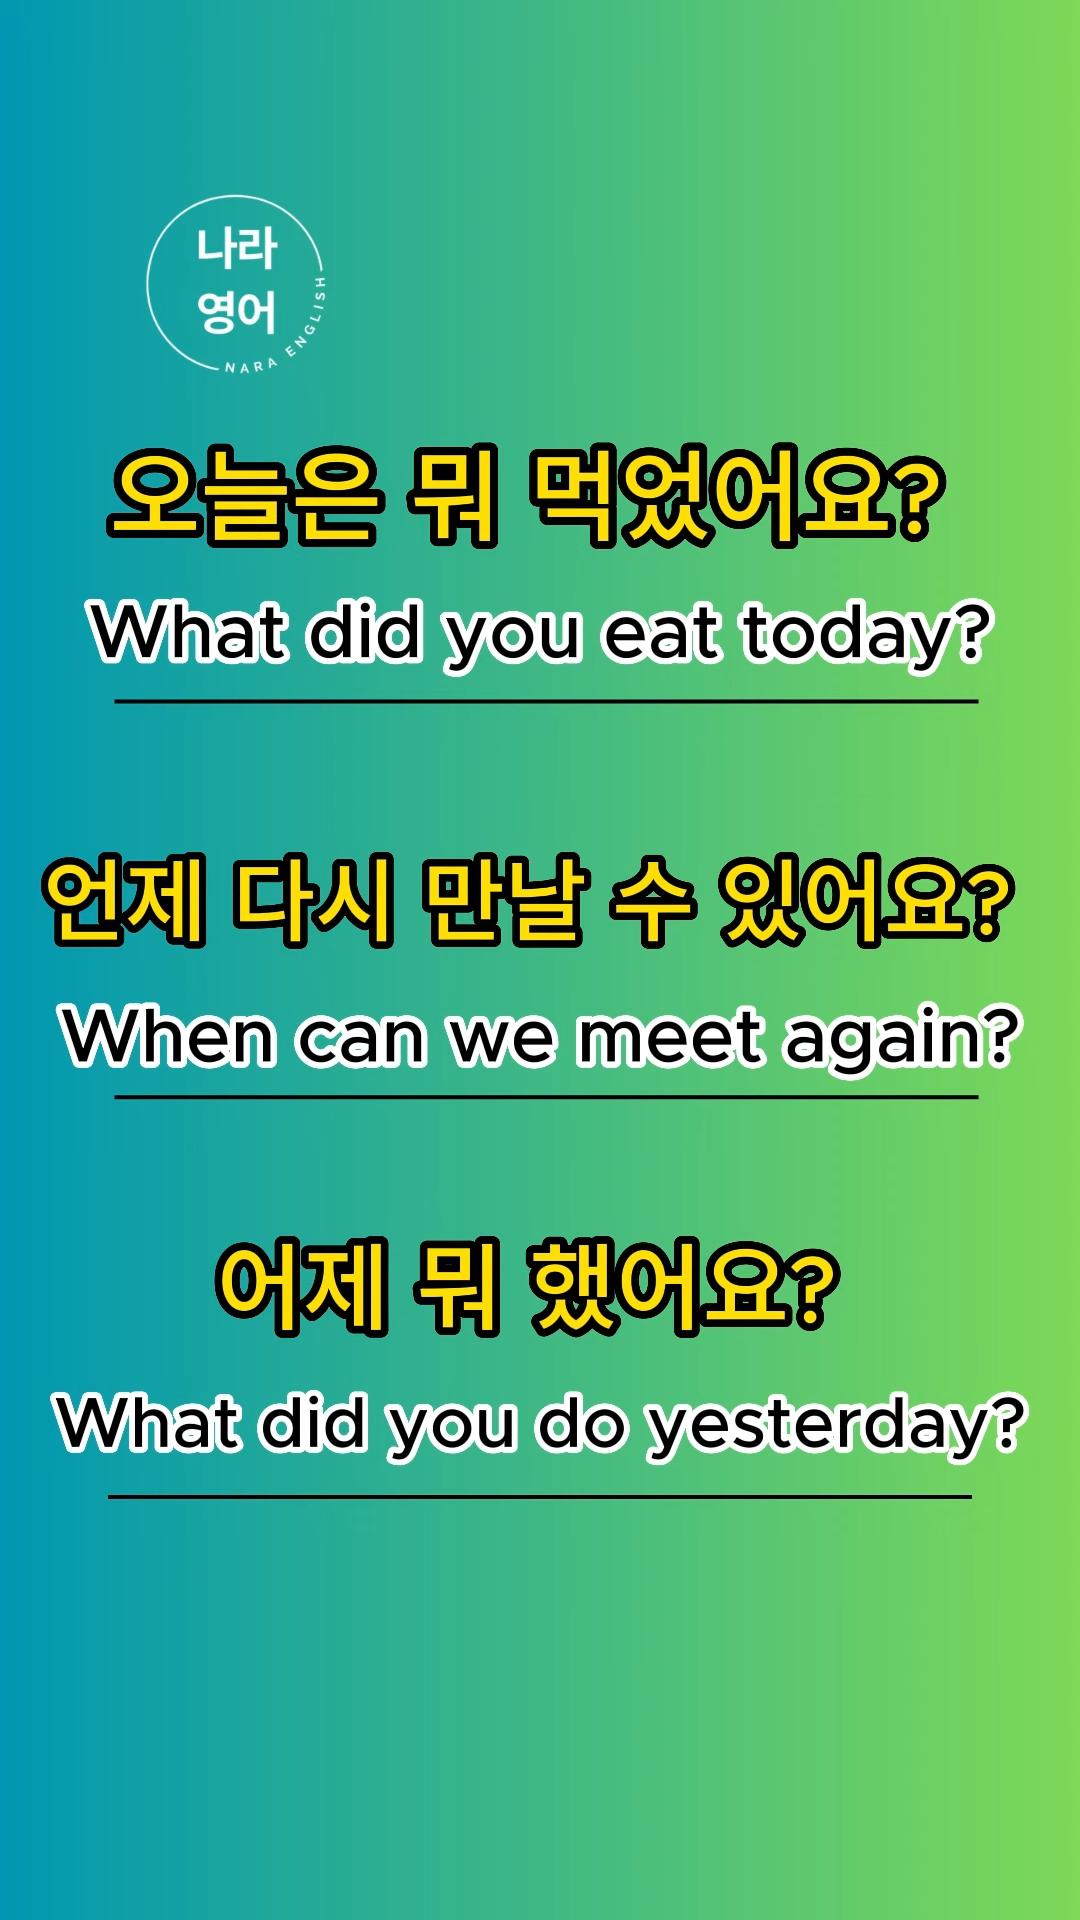 나라
영어
NARA ENGLISH
오늘은 뭐 먹었어요?
What did you eat today?
언제 다시 만날 수 있어요?
When can we meet again?
어제 뭐 했어요?
What did you do yesterday?